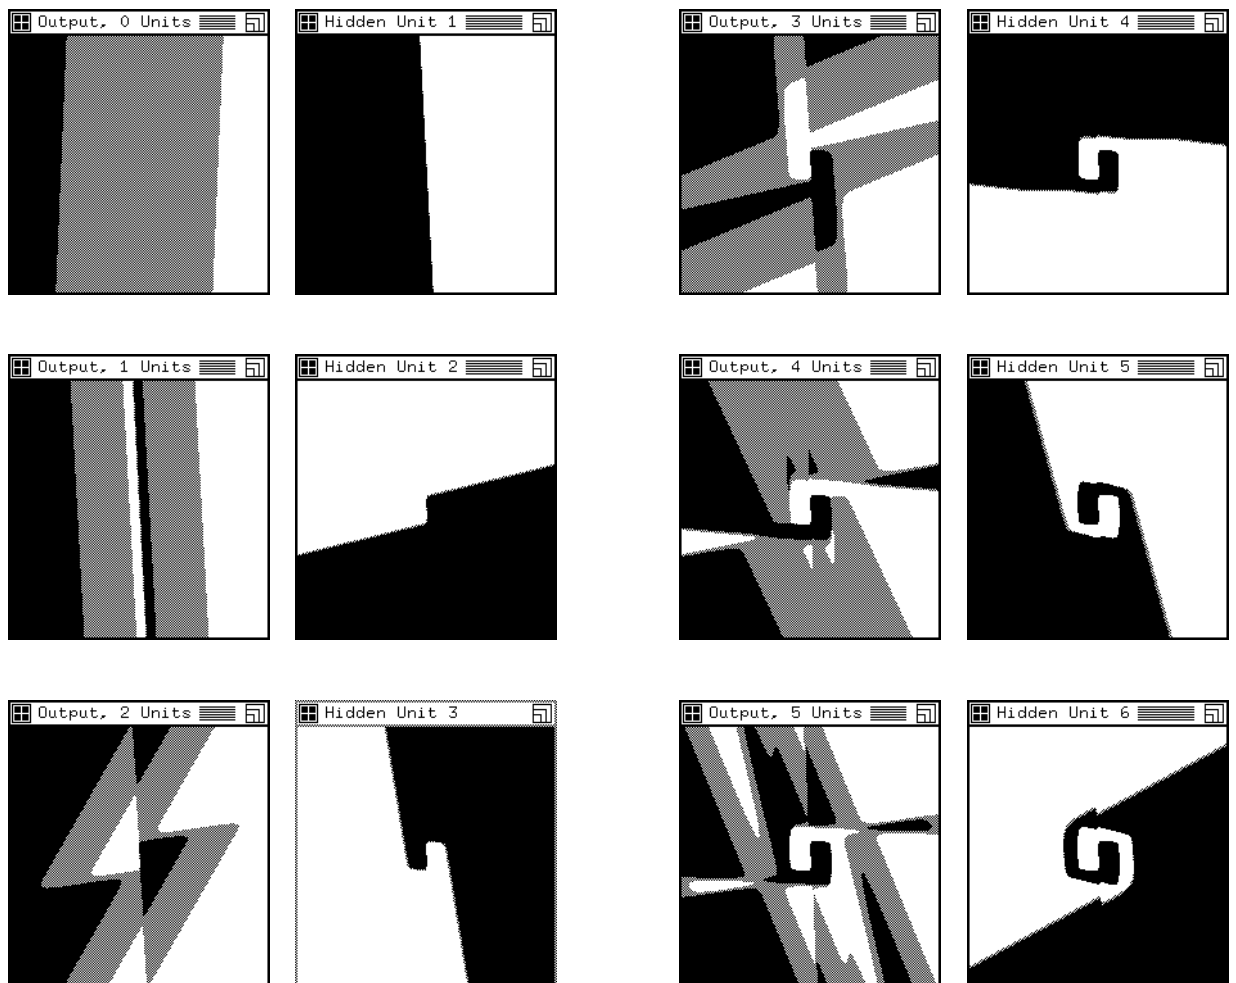 Output, 0 Units
Hidden Unit 1
Output, 3 Units
Hidden Unit 4
Output, 1 Units
Hidden Unit 2
Output, 4 Units
Hidden Unit 5
Output, 2 Units
Hidden Unit 3
Output, 5 Units
Hidden Unit 6